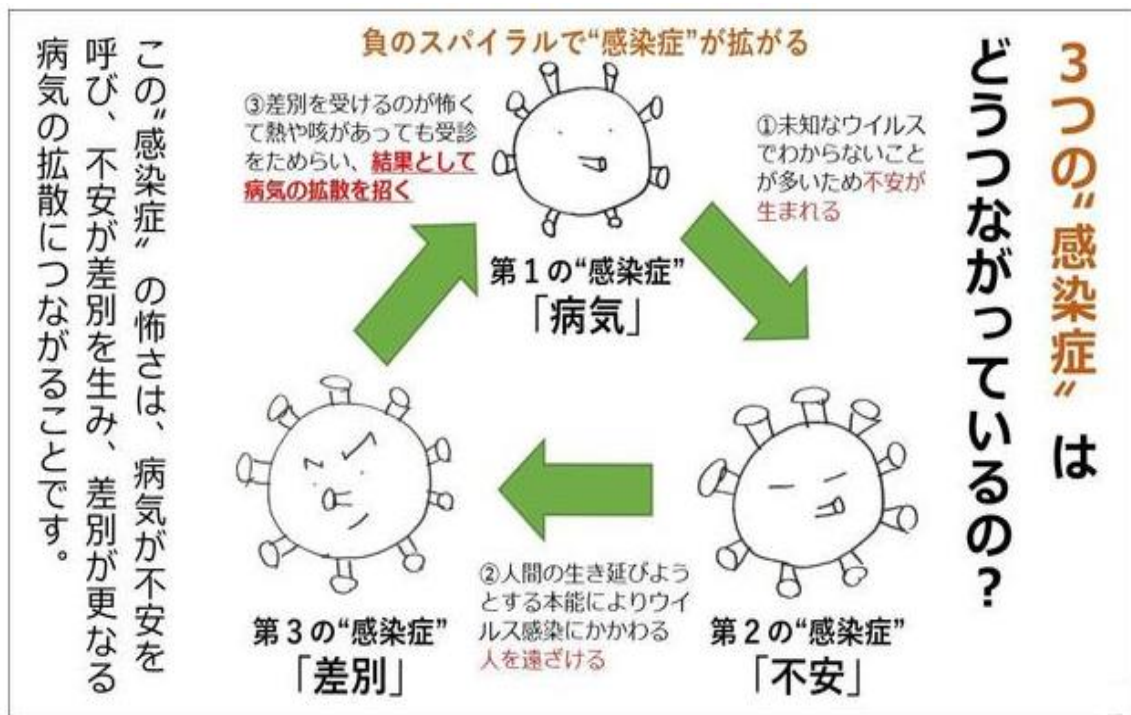 3つの“感染症”は
どうつながっているの？
負のスパイラルで“感染症”が拡がる
①未知なウイルス
でわからないこと
が多いため不安が
生まれる
第1の“感染症”
「病気」
③差別を受けるのが怖く
て熱や咳があっても受診
をためらい、結果として
病気の拡散を招く
②人間の生き延びよう
とする本能によりウイ
ルス感染にかかわる
人を遠ざける
第2の“感染症”
「不安」
第3の“感染症”
「差別」
この“感染症”の怖さは、病気が不安を
呼び、不安が差別を生み、差別が更なる
病気の拡散につながることです。